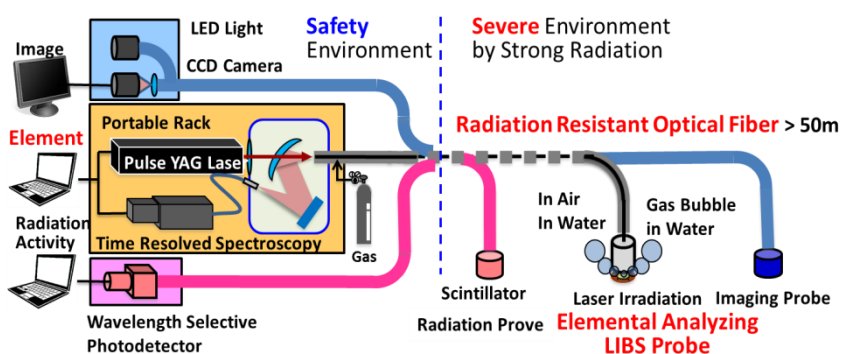 LED Light
Image
CCD Camera
Safety
Environment
Severe Environment
by Strong Radiation
Radiation Resistant Optical Fiber > 50m
Element
Portable Rack
Pulse YAG Lase
Time Resolved Spectroscopy
Gas
Radiation
Activity
Wavelength Selective
Photodetector
In Air
In Water
Gas Bubble
in Water
Scintillator
Radiation Prove
Laser Irradiation
Imaging Probe
Elemental Analyzing
LIBS Probe